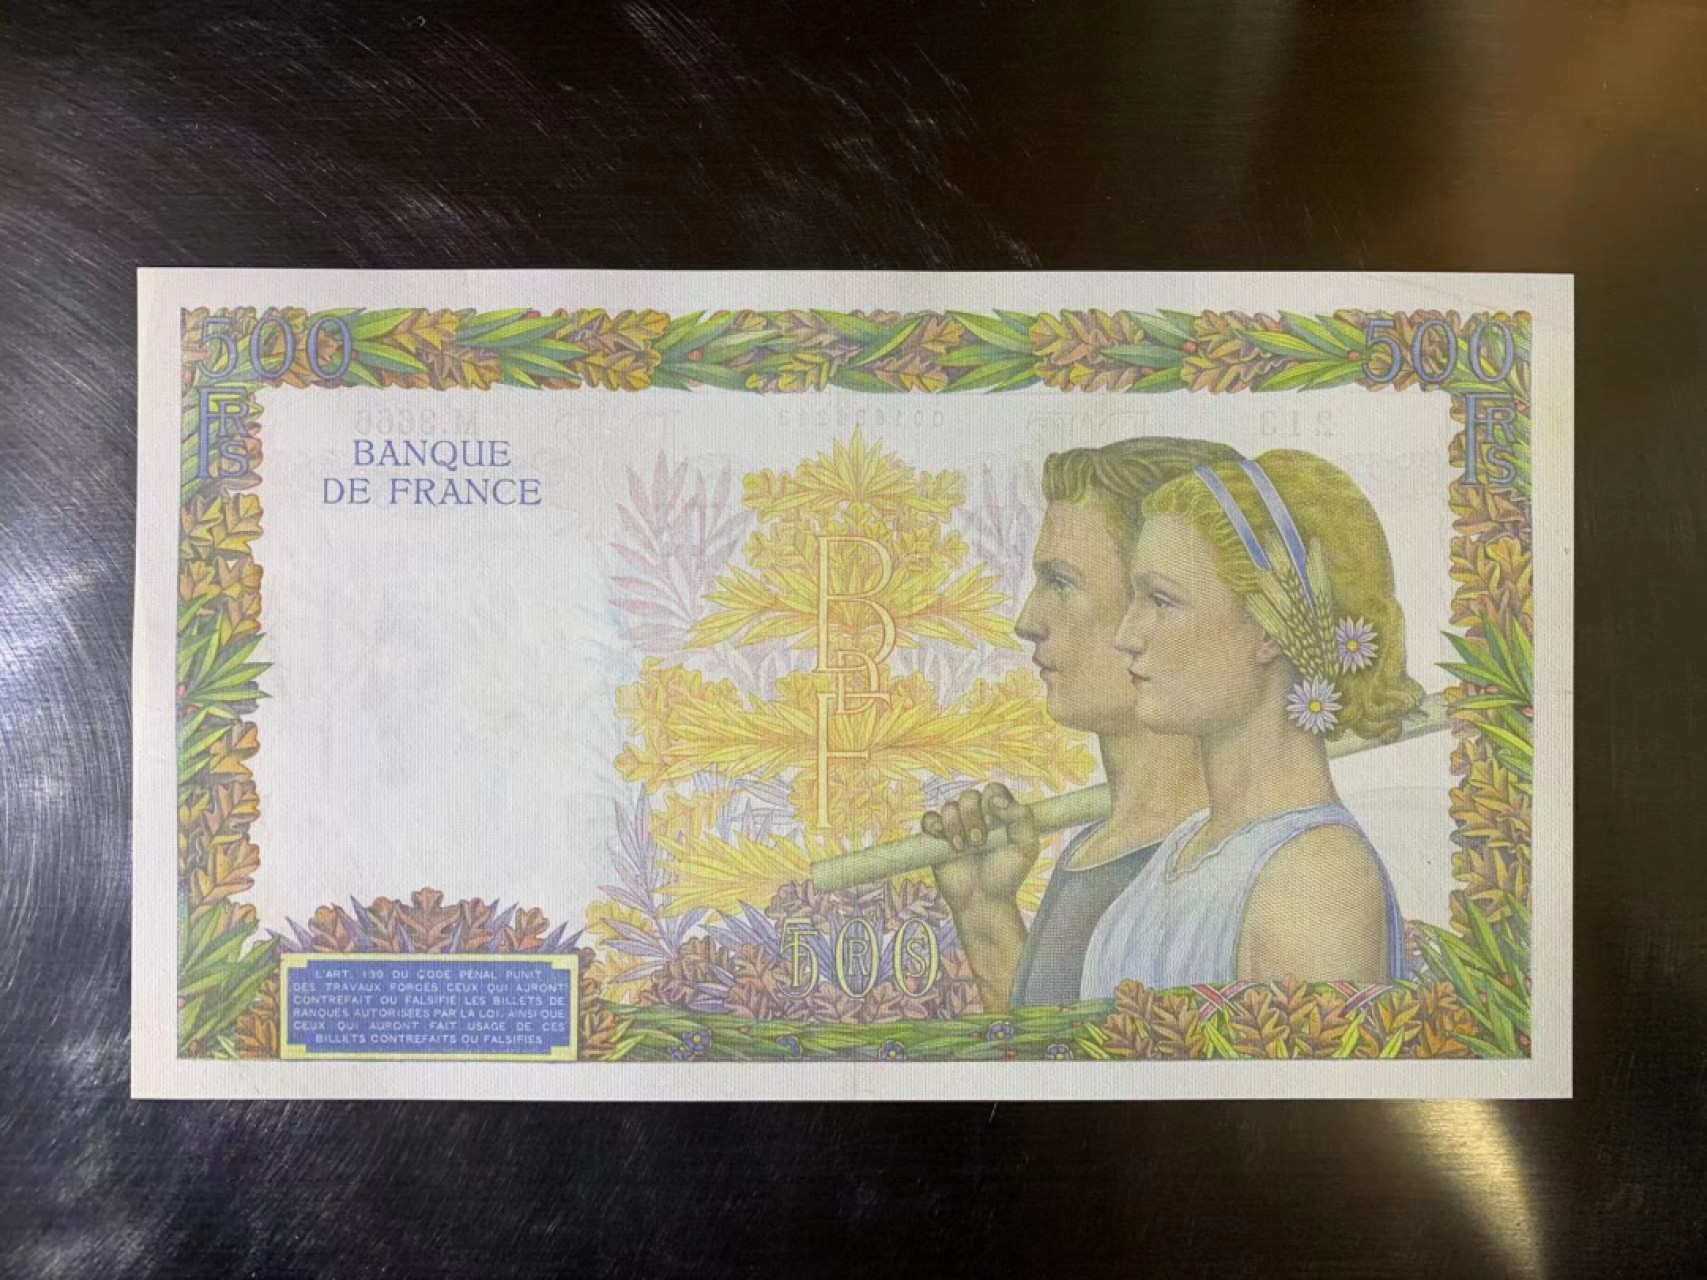 500
500
FRS
FRS
BANQUE
DE FRANCE
BDF
500
FRS
L'ART. 139 DU CODE PÉNAL PUNIT
DES TRAVAUX FORCÉS CEUX QUI AURONT
CONTREFAIT OU FALSIFIÉ LES BILLETS DE
BANQUES AUTORISÉES PAR LA LOI, AINSI QUE
CEUX QUI AURONT FAIT USAGE DE CES
BILLETS CONTREFAITS OU FALSIFIÉS